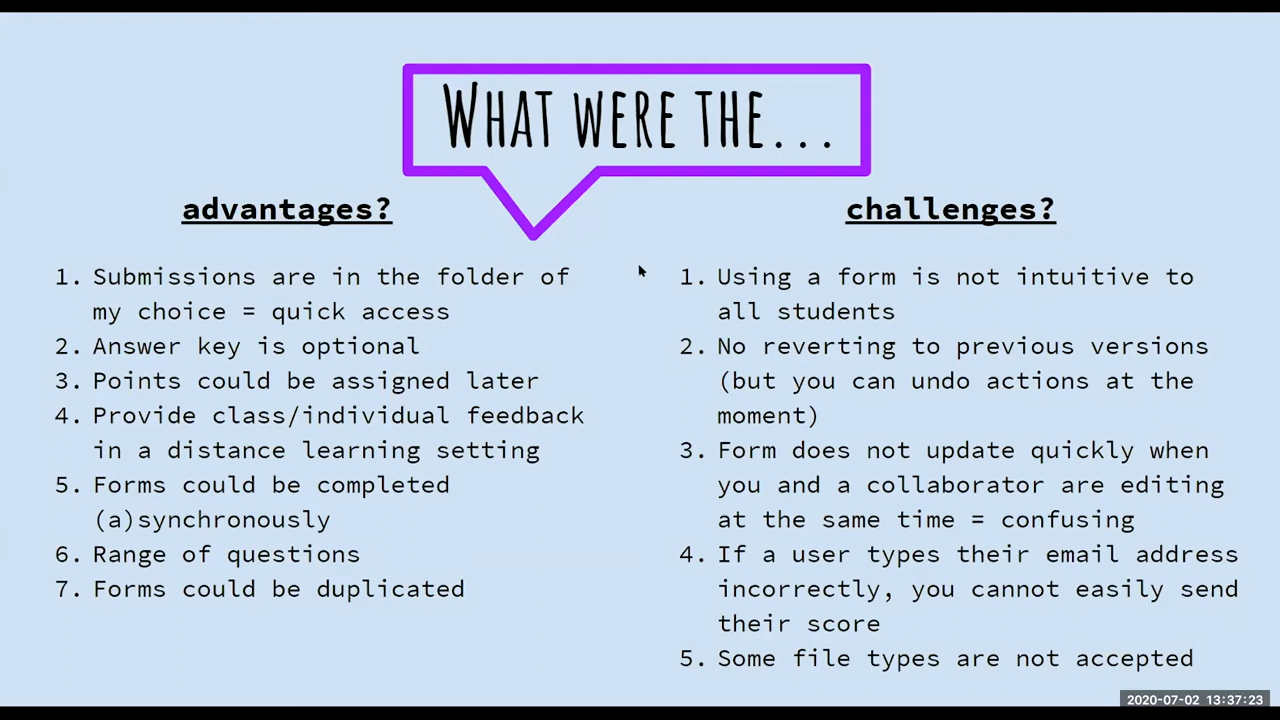 WHAT WERE THE...
advantages?
1. Submissions are in the folder of
my choice = quick access
2. Answer key is optional
3. Points could be assigned later
4. Provide class/individual feedback
in a distance learning setting
5. Forms could be completed
(a)synchronously
6. Range of questions
7. Forms could be duplicated
challenges?
1. Using a form is not intuitive to
all students
2. No reverting to previous versions
(but you can undo actions at the
moment)
3. Form does not update quickly when
you and a collaborator are editing
at the same time = confusing
4. If a user types their email address
incorrectly, you cannot easily send
their score
5. Some file types are not accepted
2020-07-02 13:37:23